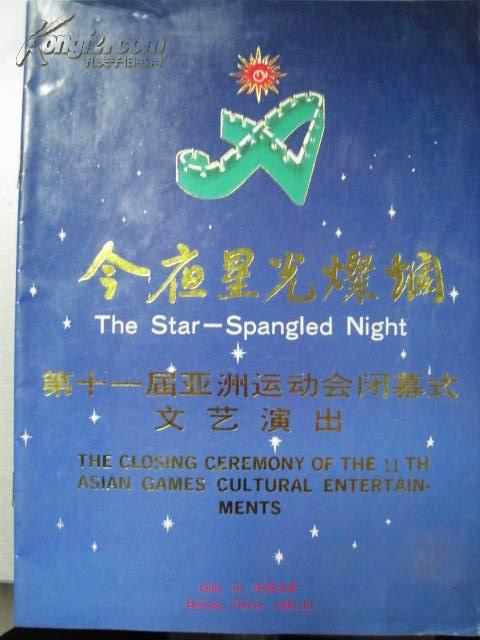 Kongfz.com
孔夫子旧书网
今夜星光燦爛
The Star–Spangled Night
第十一届亚洲运动会闭幕式
文艺演出
THE CLOSING CEREMONY OF THE 11 TH
ASIAN GAMES CULTURAL ENTERTAIN-
MENTS
1990. 10. 中国北京
Beijing, China, 1990.10